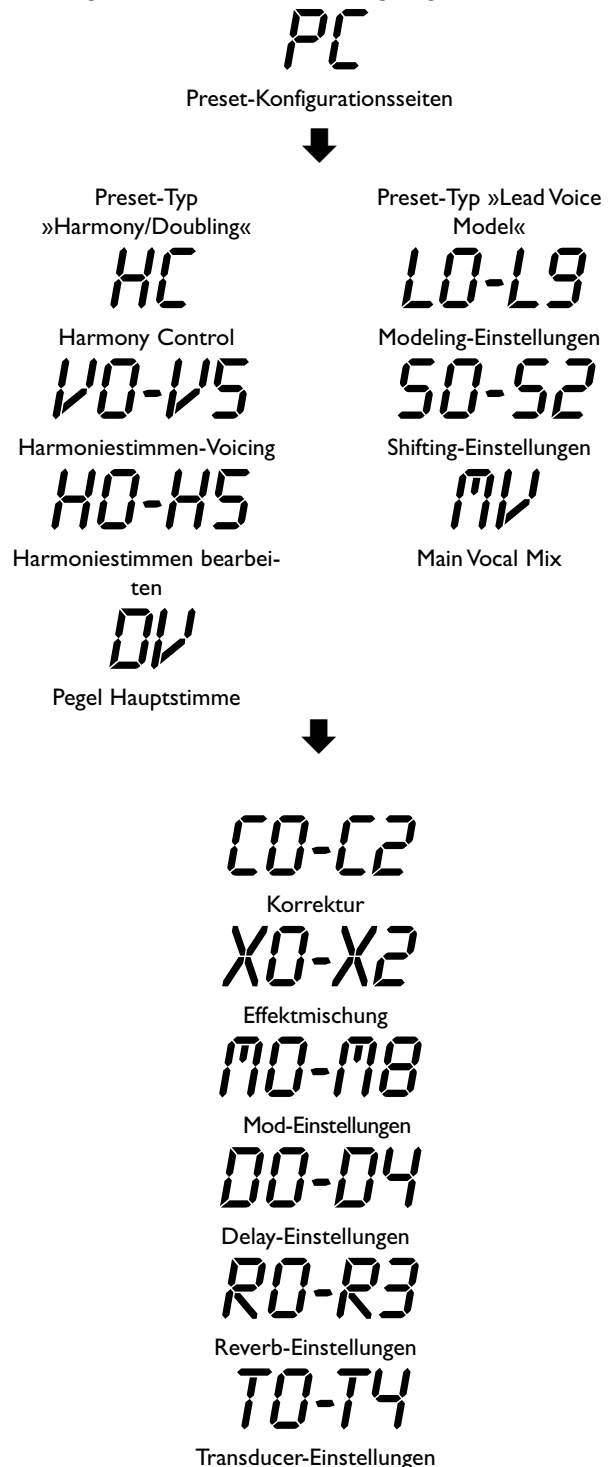 PC
Preset-Konfigurationsseiten
Preset-Typ
»Harmony/Doubling«
HC
Harmony Control
V0-V5
Harmoniestimmen-Voicing
H0-H5
Harmoniestimmen bearbei-
ten
DV
Pegel Hauptstimme
Preset-Typ »Lead Voice
Model«
L0-L9
Modeling-Einstellungen
S0-S2
Shifting-Einstellungen
MV
Main Vocal Mix
C0-C2
Korrektur
X0-X2
Effektmischung
M0-M8
Mod-Einstellungen
D0-D4
Delay-Einstellungen
R0-R3
Reverb-Einstellungen
T0-T4
Transducer-Einstellungen